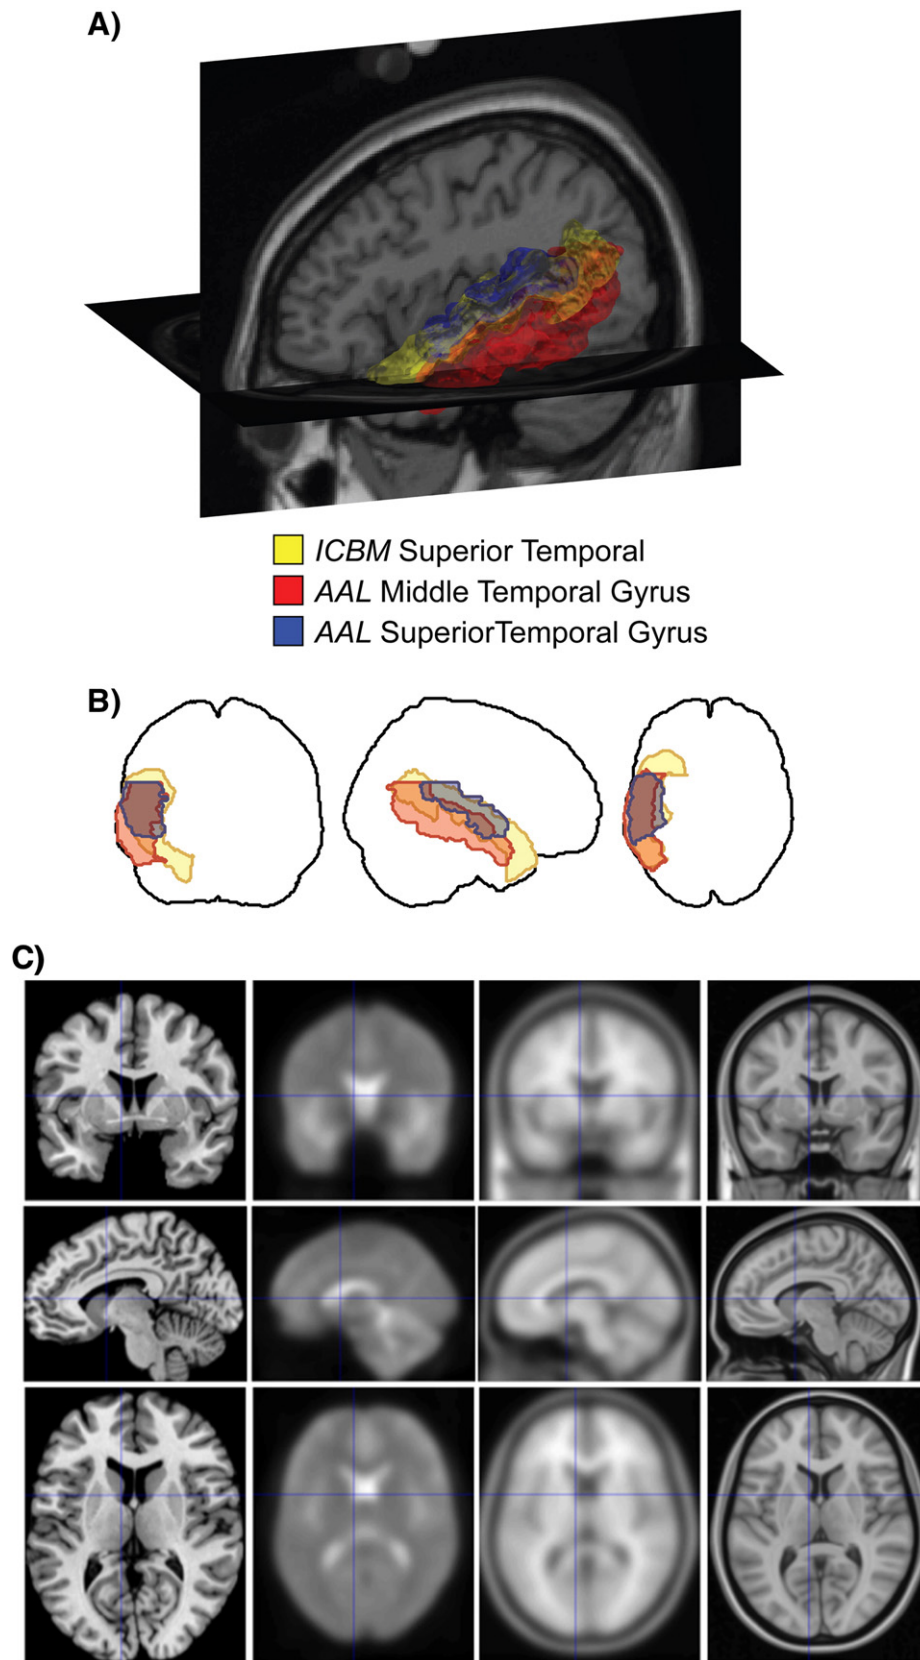 A)
ICBM Superior Temporal
AAL Middle Temporal Gyrus
AAL SuperiorTemporal Gyrus
B)
C)